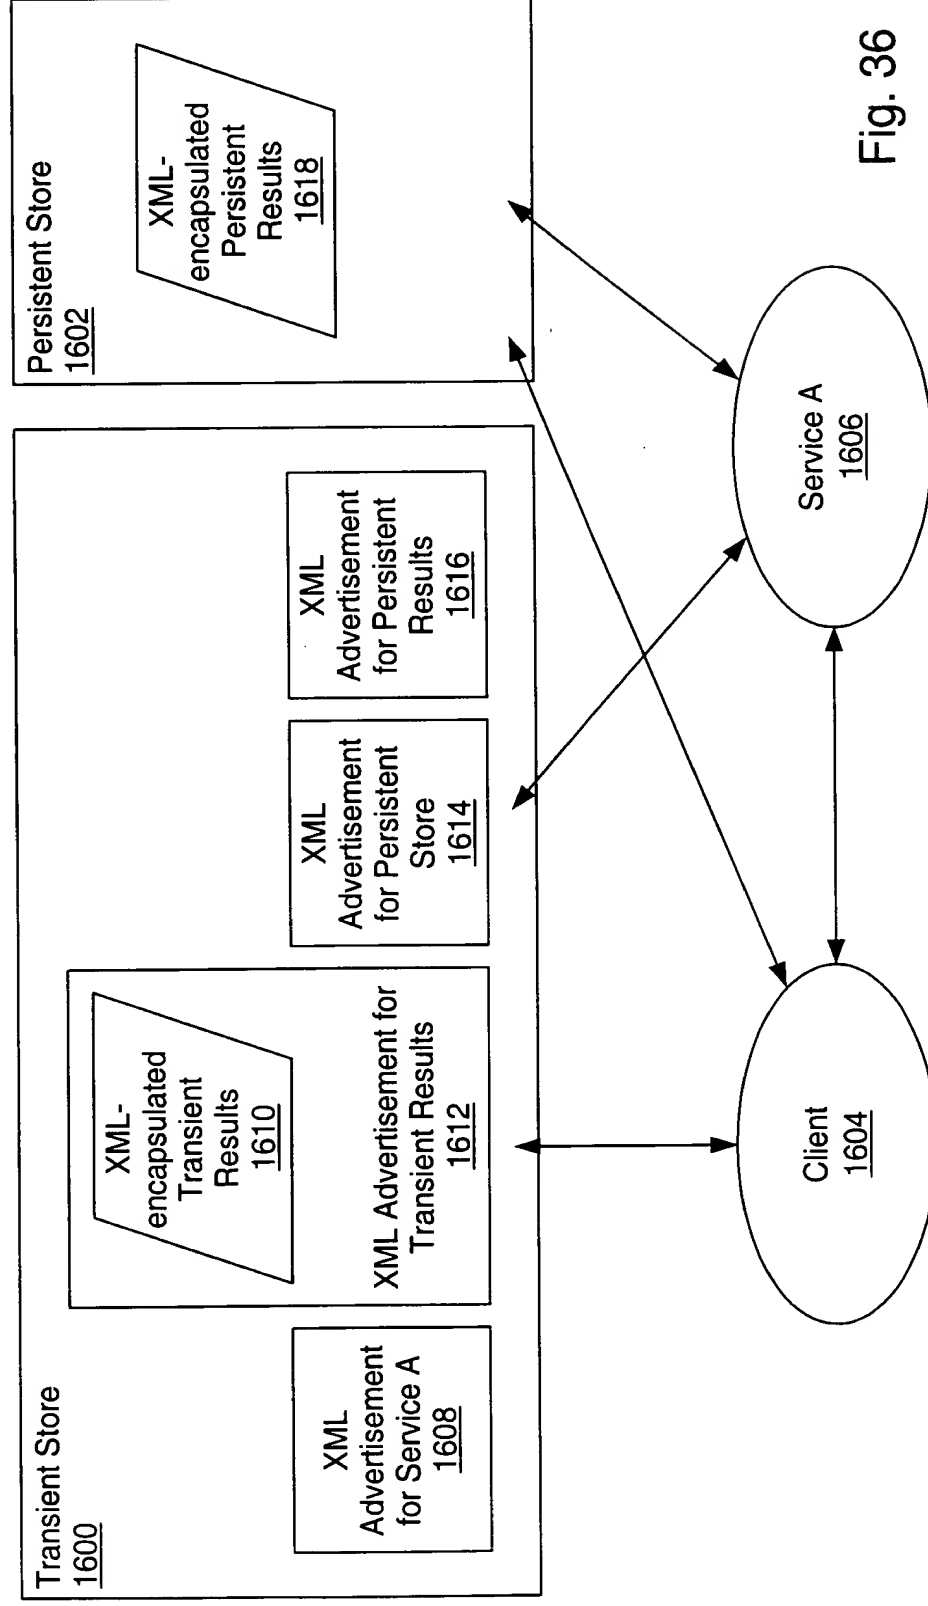 Transient Store
1600
XML
Advertisement
for Service A
1608
XML-
encapsulated
Transient
Results
1610
XML Advertisement for
Transient Results
1612
XML
Advertisement
for Persistent
Store
1614
XML
Advertisement
for Persistent
Results
1616
Persistent Store
1602
XML-
encapsulated
Persistent
Results
1618
Client
1604
Service A
1606
Fig. 36